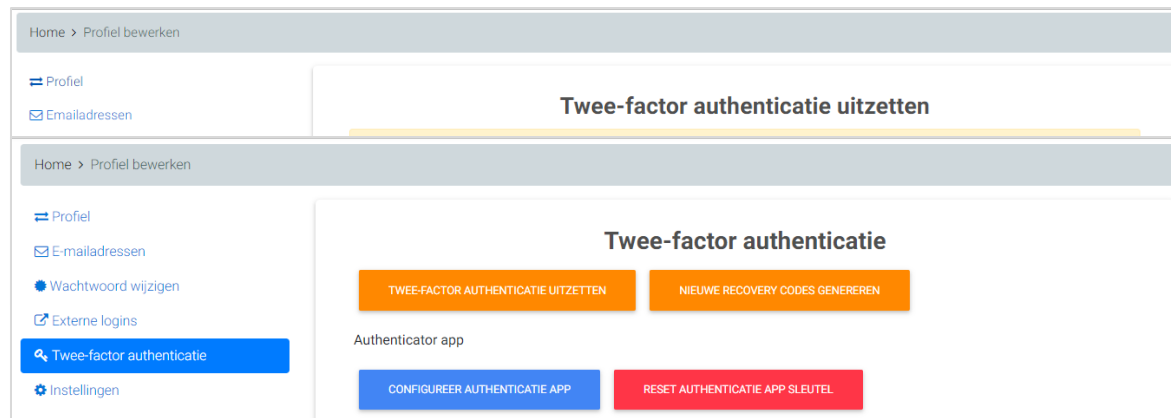 Home > Profiel bewerken
Profiel
Emailadressen
Twee-factor authenticatie uitzetten
Home > Profiel bewerken
Profiel
E-mailadressen
Wachtwoord wijzigen
Externe logins
Twee-factor authenticatie
Instellingen
Twee-factor authenticatie
TWEE-FACTOR AUTHENTICATIE UITZETTEN
NIEUWE RECOVERY CODES GENEREREN
Authenticator app
CONFIGUREER AUTHENTICATIE APP
RESET AUTHENTICATIE APP SLEUTEL